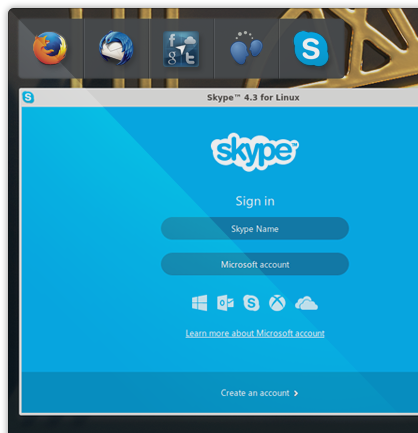 Skype™ 4.3 for Linux
skype™
Sign in
Skype Name
Microsoft account
Learn more about Microsoft account
Create an account